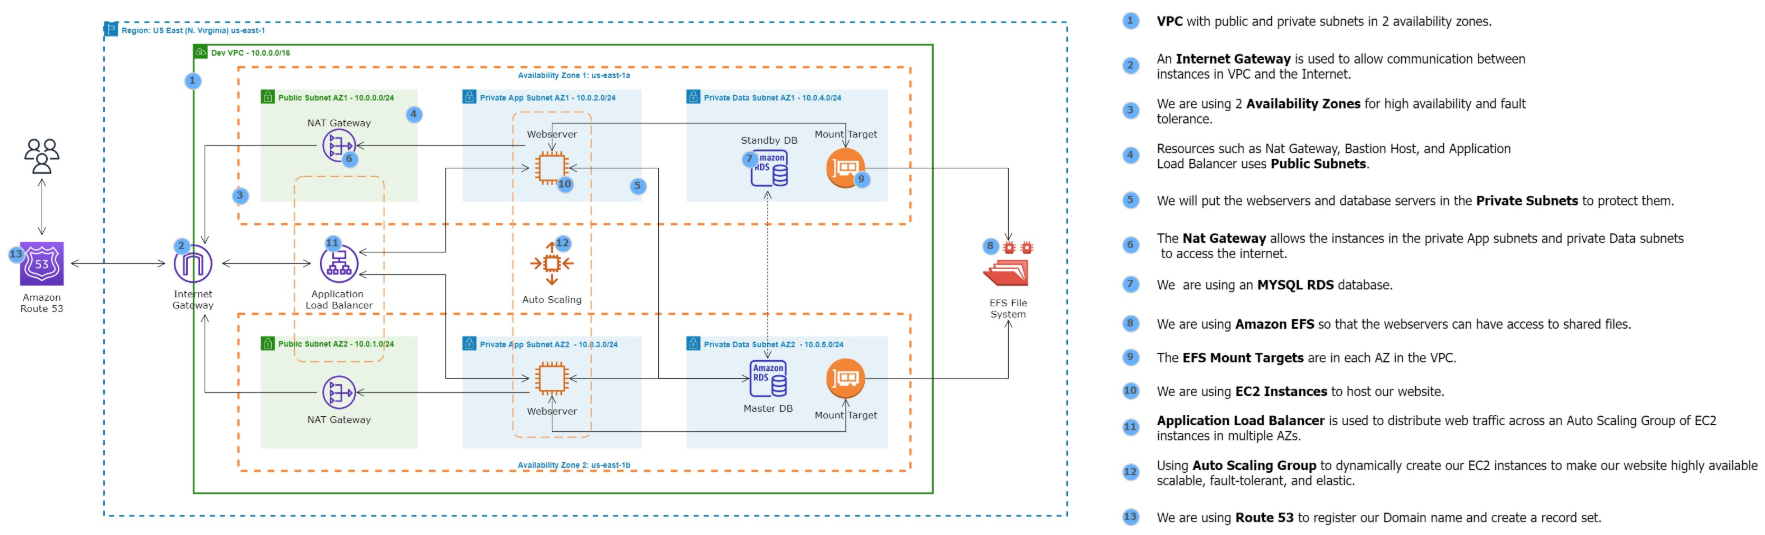 Region: US East (N. Virginia) us-east-1
Dev VPC - 10.0.0.0/16
1
Availability Zone 1: us-east-1a
Public Subnet AZ1 - 10.0.0.0/24
Private App Subnet AZ1 - 10.0.2.0/24
Private Data Subnet AZ1 - 10.0.4.0/24
4
NAT Gateway
6
Webserver
10
5
Standby DB
7
Amazon
RDS
Mount Target
9
3
13
53
Amazon
Route 53
2
Internet
Gateway
11
Application
Load Balancer
12
Auto Scaling
8
EFS File
System
Public Subnet AZ2 - 10.0.1.0/24
Private App Subnet AZ2 - 10.0.3.0/24
Private Data Subnet AZ2 - 10.0.5.0/24
NAT Gateway
Webserver
Amazon
RDS
Master DB
Mount Target
Availability Zone 2: us-east-1b
1 VPC with public and private subnets in 2 availability zones.
2 An Internet Gateway is used to allow communication between
instances in VPC and the Internet.
3 We are using 2 Availability Zones for high availability and fault
tolerance.
4 Resources such as Nat Gateway, Bastion Host, and Application
Load Balancer uses Public Subnets.
5 We will put the webservers and database servers in the Private Subnets to protect them.
6 The Nat Gateway allows the instances in the private App subnets and private Data subnets
to access the internet.
7 We are using an MYSQL RDS database.
8 We are using Amazon EFS so that the webservers can have access to shared files.
9 The EFS Mount Targets are in each AZ in the VPC.
10 We are using EC2 Instances to host our website.
11 Application Load Balancer is used to distribute web traffic across an Auto Scaling Group of EC2
instances in multiple AZs.
12 Using Auto Scaling Group to dynamically create our EC2 instances to make our website highly available
scalable, fault-tolerant, and elastic.
13 We are using Route 53 to register our Domain name and create a record set.